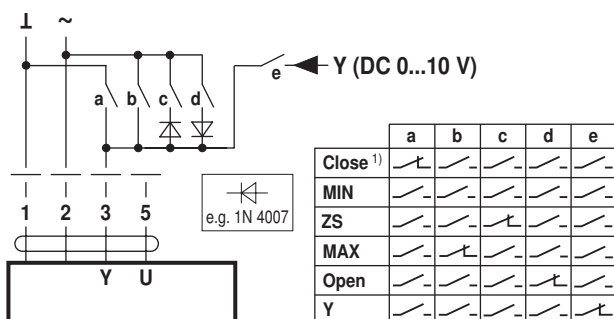 ⊥ ~
a b c d e Y (DC 0...10 V)
e.g. 1N 4007
1 2 3 5
Y U
a b c d e
Close 1)
MIN
ZS
MAX
Open
Y